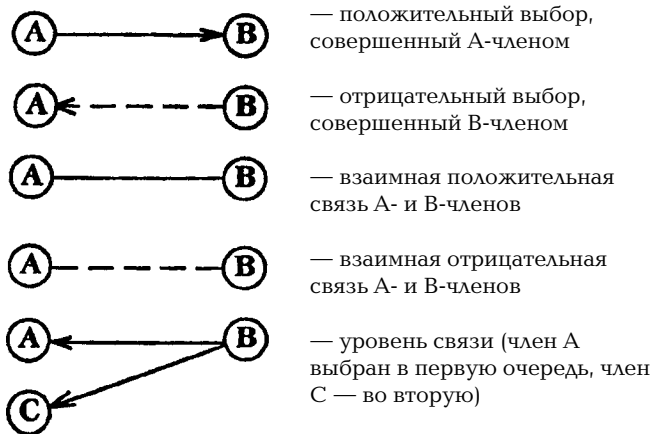 A B — положительный выбор,
совершенный А-членом
A B — отрицательный выбор,
совершенный В-членом
A B — взаимная положительная
связь А- и В-членов
A B — взаимная отрицательная
связь А- и В-членов
A B — уровень связи (член А
выбран в первую очередь, член
C С — во вторую)